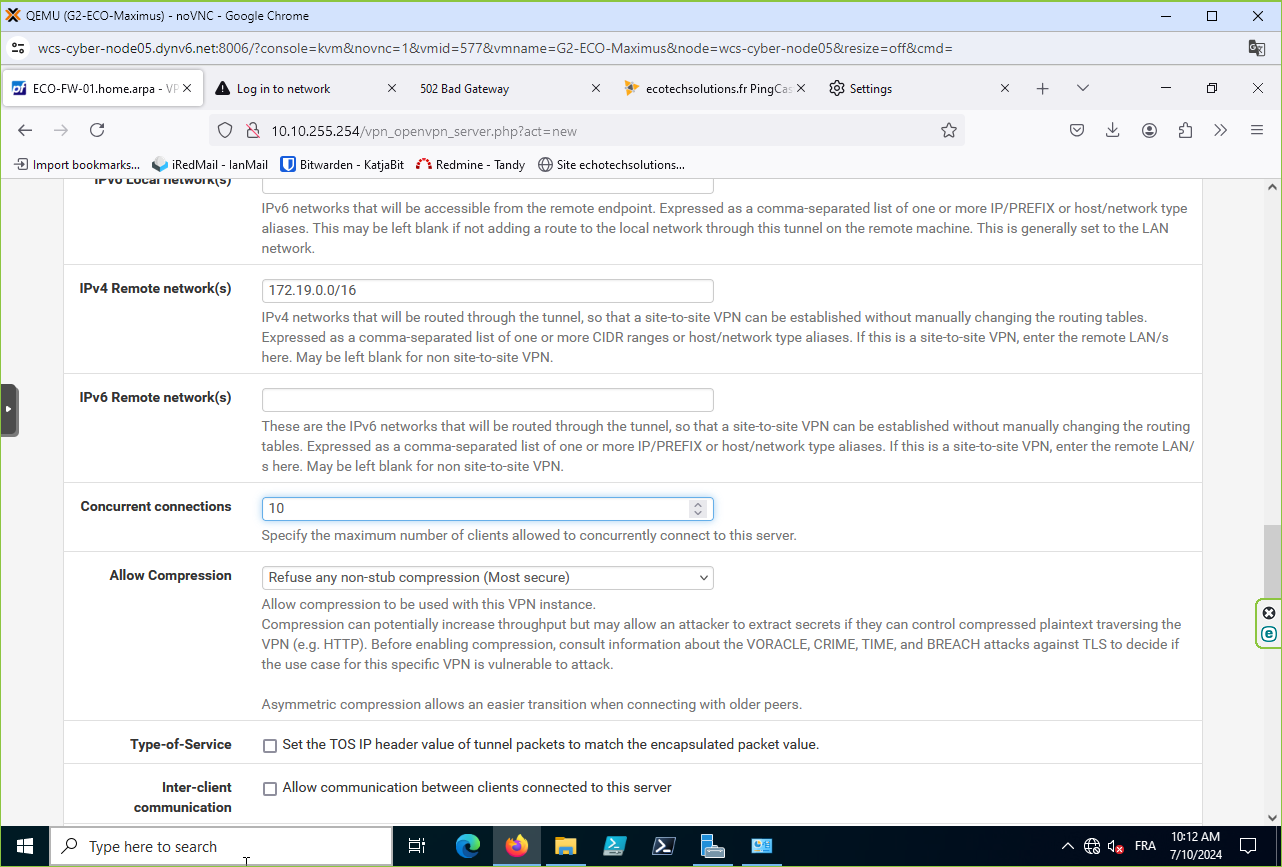 QEMU (G2-ECO-Maximus) - noVNC - Google Chrome
wcs-cyber-node05.dynv6.net:8006/?console=kvm&novnc=1&vmid=577&vmname=G2-ECO-Maximus&node=wcs-cyber-node05&resize=off&cmd=
ECO-FW-01.home.arpa - VP
Log in to network
502 Bad Gateway
ecotechsolutions.fr PingCas
Settings
10.10.255.254/vpn_openvpn_server.php?act=new
Import bookmarks...
iRedMail - IanMail
Bitwarden - KatjaBit
Redmine - Tandy
Site echotechsolutions...
IPv6 Local network(s)
IPv6 networks that will be accessible from the remote endpoint. Expressed as a comma-separated list of one or more IP/PREFIX or host/network type
aliases. This may be left blank if not adding a route to the local network through this tunnel on the remote machine. This is generally set to the LAN
network.
IPv4 Remote network(s)
172.19.0.0/16
IPv4 networks that will be routed through the tunnel, so that a site-to-site VPN can be established without manually changing the routing tables.
Expressed as a comma-separated list of one or more CIDR ranges or host/network type aliases. If this is a site-to-site VPN, enter the remote LAN/s
here. May be left blank for non site-to-site VPN.
IPv6 Remote network(s)
These are the IPv6 networks that will be routed through the tunnel, so that a site-to-site VPN can be established without manually changing the routing
tables. Expressed as a comma-separated list of one or more IP/PREFIX or host/network type aliases. If this is a site-to-site VPN, enter the remote LAN/
s here. May be left blank for non site-to-site VPN.
Concurrent connections
10
Specify the maximum number of clients allowed to concurrently connect to this server.
Allow Compression
Refuse any non-stub compression (Most secure)
Allow compression to be used with this VPN instance.
Compression can potentially increase throughput but may allow an attacker to extract secrets if they can control compressed plaintext traversing the
VPN (e.g. HTTP). Before enabling compression, consult information about the VORACLE, CRIME, TIME, and BREACH attacks against TLS to decide if
the use case for this specific VPN is vulnerable to attack.
Asymmetric compression allows an easier transition when connecting with older peers.
Type-of-Service
Set the TOS IP header value of tunnel packets to match the encapsulated packet value.
Inter-client
communication
Allow communication between clients connected to this server
Type here to search
FRA
10:12 AM
7/10/2024